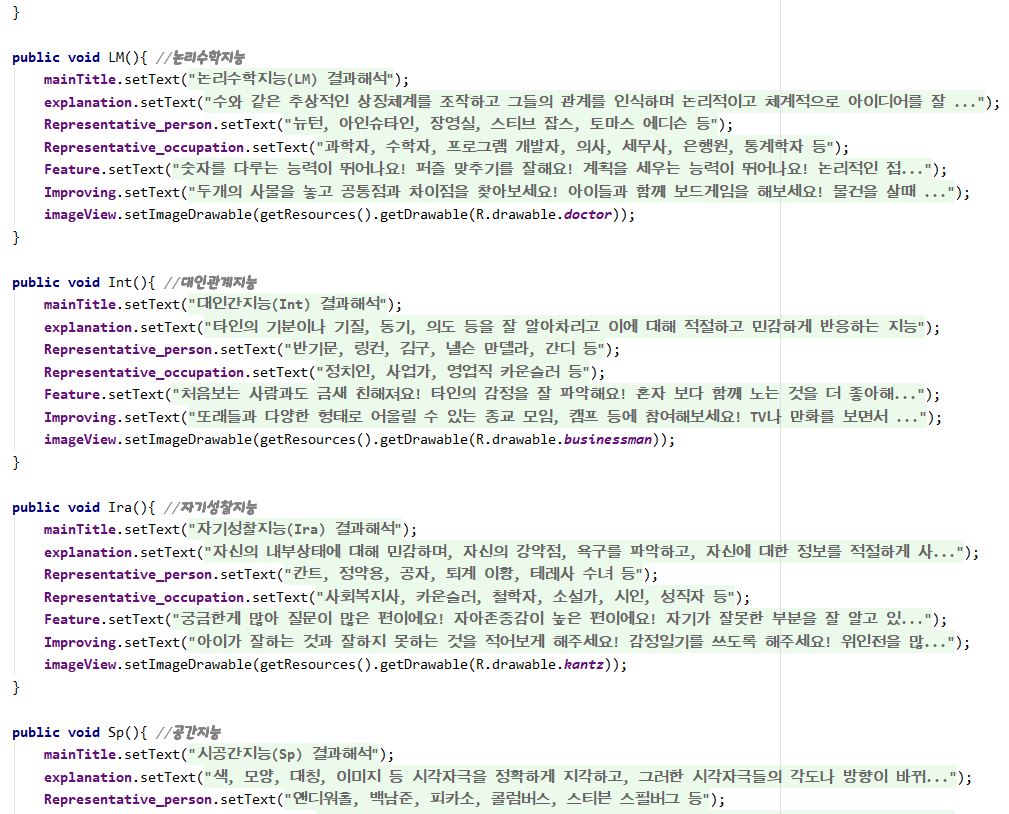 }
public void LM(){ //논리수학지능
mainTitle.setText("논리수학지능(LM) 결과해석");
explanation.setText("수와 같은 추상적인 상징체계를 조작하고 그들의 관계를 인식하며 논리적이고 체계적으로 아이디어를 잘 ...");
Representative_person.setText("뉴턴, 아인슈타인, 장영실, 스티브 잡스, 토마스 에디슨 등");
Representative_occupation.setText("과학자, 수학자, 프로그램 개발자, 의사, 세무사, 은행원, 통계학자 등");
Feature.setText("숫자를 다루는 능력이 뛰어나요! 퍼즐 맞추기를 잘해요! 계획을 세우는 능력이 뛰어나요! 논리적인 접...");
Improving.setText("두개의 사물을 놓고 공통점과 차이점을 찾아보세요! 아이들과 함께 보드게임을 해보세요! 물건을 살때 ...");
imageView.setImageDrawable(getResources().getDrawable(R.drawable.doctor));
}
public void Int(){ //대인관계지능
mainTitle.setText("대인간지능(Int) 결과해석");
explanation.setText("타인의 기분이나 기질, 동기, 의도 등을 잘 알아차리고 이에 대해 적절하고 민감하게 반응하는 지능");
Representative_person.setText("반기문, 링컨, 김구, 넬슨 만델라, 간디 등");
Representative_occupation.setText("정치인, 사업가, 영업직 카운슬러 등");
Feature.setText("처음보는 사람과도 금새 친해져요! 타인의 감정을 잘 파악해요! 혼자 보다 함께 노는 것을 더 좋아해...");
Improving.setText("또래들과 다양한 형태로 어울릴 수 있는 종교 모임, 캠프 등에 참여해보세요! TV나 만화를 보면서 ...");
imageView.setImageDrawable(getResources().getDrawable(R.drawable.businessman));
}
public void Ira(){ //자기성찰지능
mainTitle.setText("자기성찰지능(Ira) 결과해석");
explanation.setText("자신의 내부상태에 대해 민감하며, 자신의 강약점, 욕구를 파악하고, 자신에 대한 정보를 적절하게 사...");
Representative_person.setText("칸트, 정약용, 공자, 퇴계 이황, 테레사 수녀 등");
Representative_occupation.setText("사회복지사, 카운슬러, 철학자, 소설가, 시인, 성직자 등");
Feature.setText("궁금한게 많아 질문이 많은 편이에요! 자아존중감이 높은 편이에요! 자기가 잘못한 부분을 잘 알고 있...");
Improving.setText("아이가 잘하는 것과 잘하지 못하는 것을 적어보게 해주세요! 감정일기를 쓰도록 해주세요! 위인전을 많...");
imageView.setImageDrawable(getResources().getDrawable(R.drawable.kantz));
}
public void Sp(){ //공간지능
mainTitle.setText("시공간지능(Sp) 결과해석");
explanation.setText("색, 모양, 대칭, 이미지 등 시각자극을 정확하게 지각하고, 그러한 시각자극들의 각도나 방향이 바뀌...");
Representative_person.setText("앤디워홀, 백남준, 피카소, 콜럼버스, 스티븐 스필버그 등");